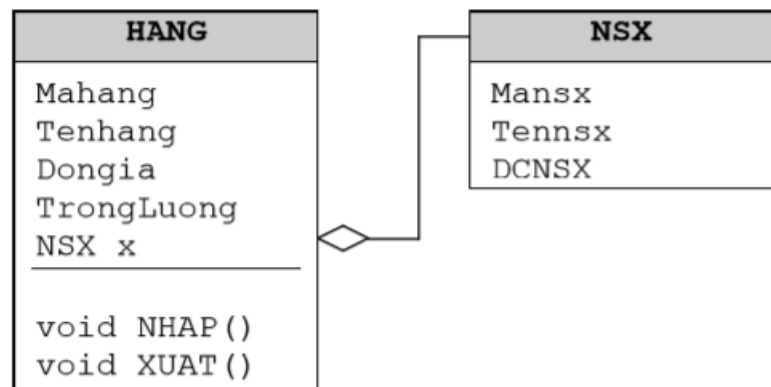 HANG
Mahang
Tenhang
Dongia
TrongLuong
NSX x
void NHAP()
void XUAT()
NSX
Mansx
Tennsx
DCNSX